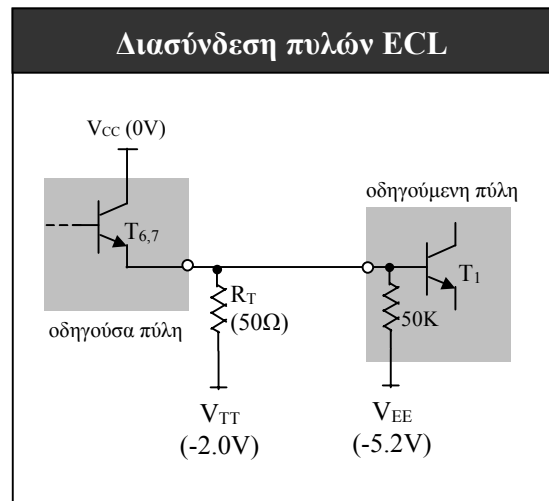 Διασύνδεση πυλών ECL
VCC (0V)
οδηγούμενη πύλη
T6,7
T1
RT
(50Ω)
50K
οδηγούσα πύλη
VTT
(-2.0V)
VEE
(-5.2V)